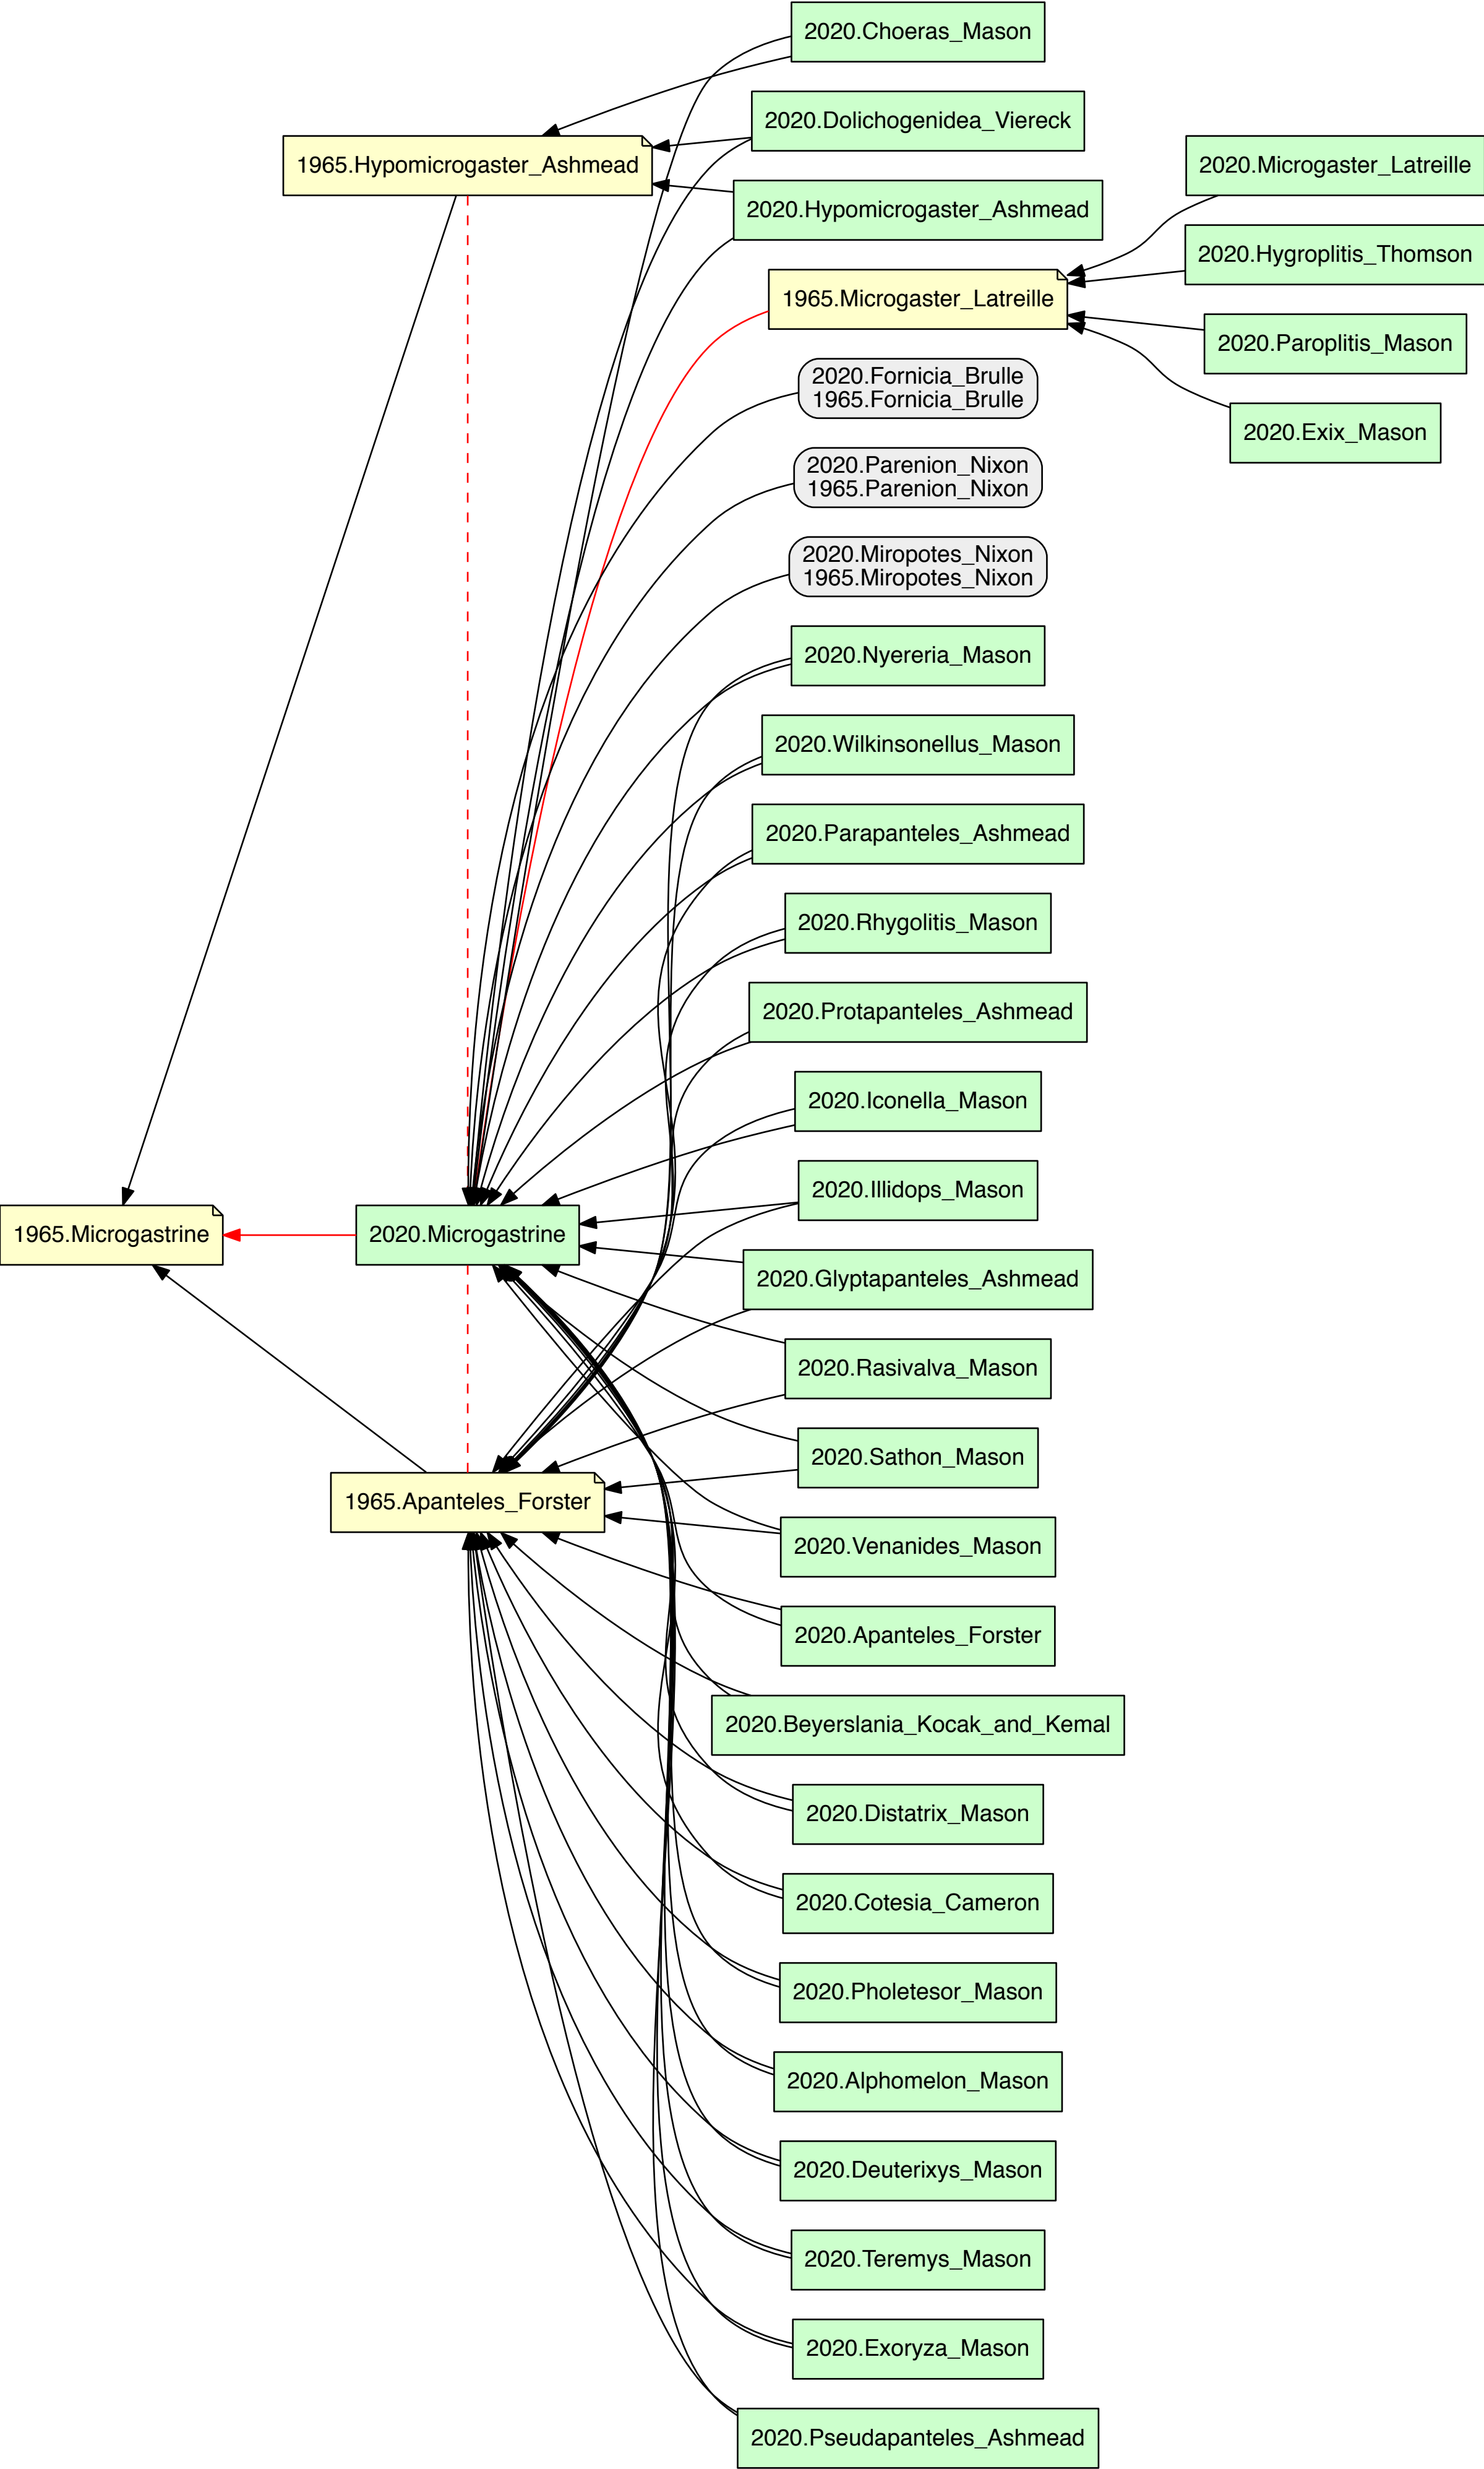 2020.Choeras_Mason
2020.Dolichogenidea_Viereck
1965.Hypomicrogaster_Ashmead
2020.Microgaster_Latreille
2020.Hypomicrogaster_Ashmead
2020.Hygroplitis_Thomson
1965.Microgaster_Latreille
2020.Paroplitis_Mason
2020.Fornicia_Brulle
1965.Fornicia_Brulle
2020.Exix_Mason
2020.Parenion_Nixon
1965.Parenion_Nixon
2020.Miropotes_Nixon
1965.Miropotes_Nixon
2020.Nyereria_Mason
2020.Wilkinsonellus_Mason
2020.Parapanteles_Ashmead
2020.Rhygolitis_Mason
2020.Protapanteles_Ashmead
2020.Iconella_Mason
2020.Illidops_Mason
1965.Microgastrine
2020.Microgastrine
2020.Glyptapanteles_Ashmead
2020.Rasivalva_Mason
2020.Sathon_Mason
1965.Apanteles_Forster
2020.Venanides_Mason
2020.Apanteles_Forster
2020.Beyerslania_Kocak_and_Kemal
2020.Distatrix_Mason
2020.Cotesia_Cameron
2020.Pholetesor_Mason
2020.Alphomelon_Mason
2020.Deuterixys_Mason
2020.Teremys_Mason
2020.Exoryza_Mason
2020.Pseudapanteles_Ashmead